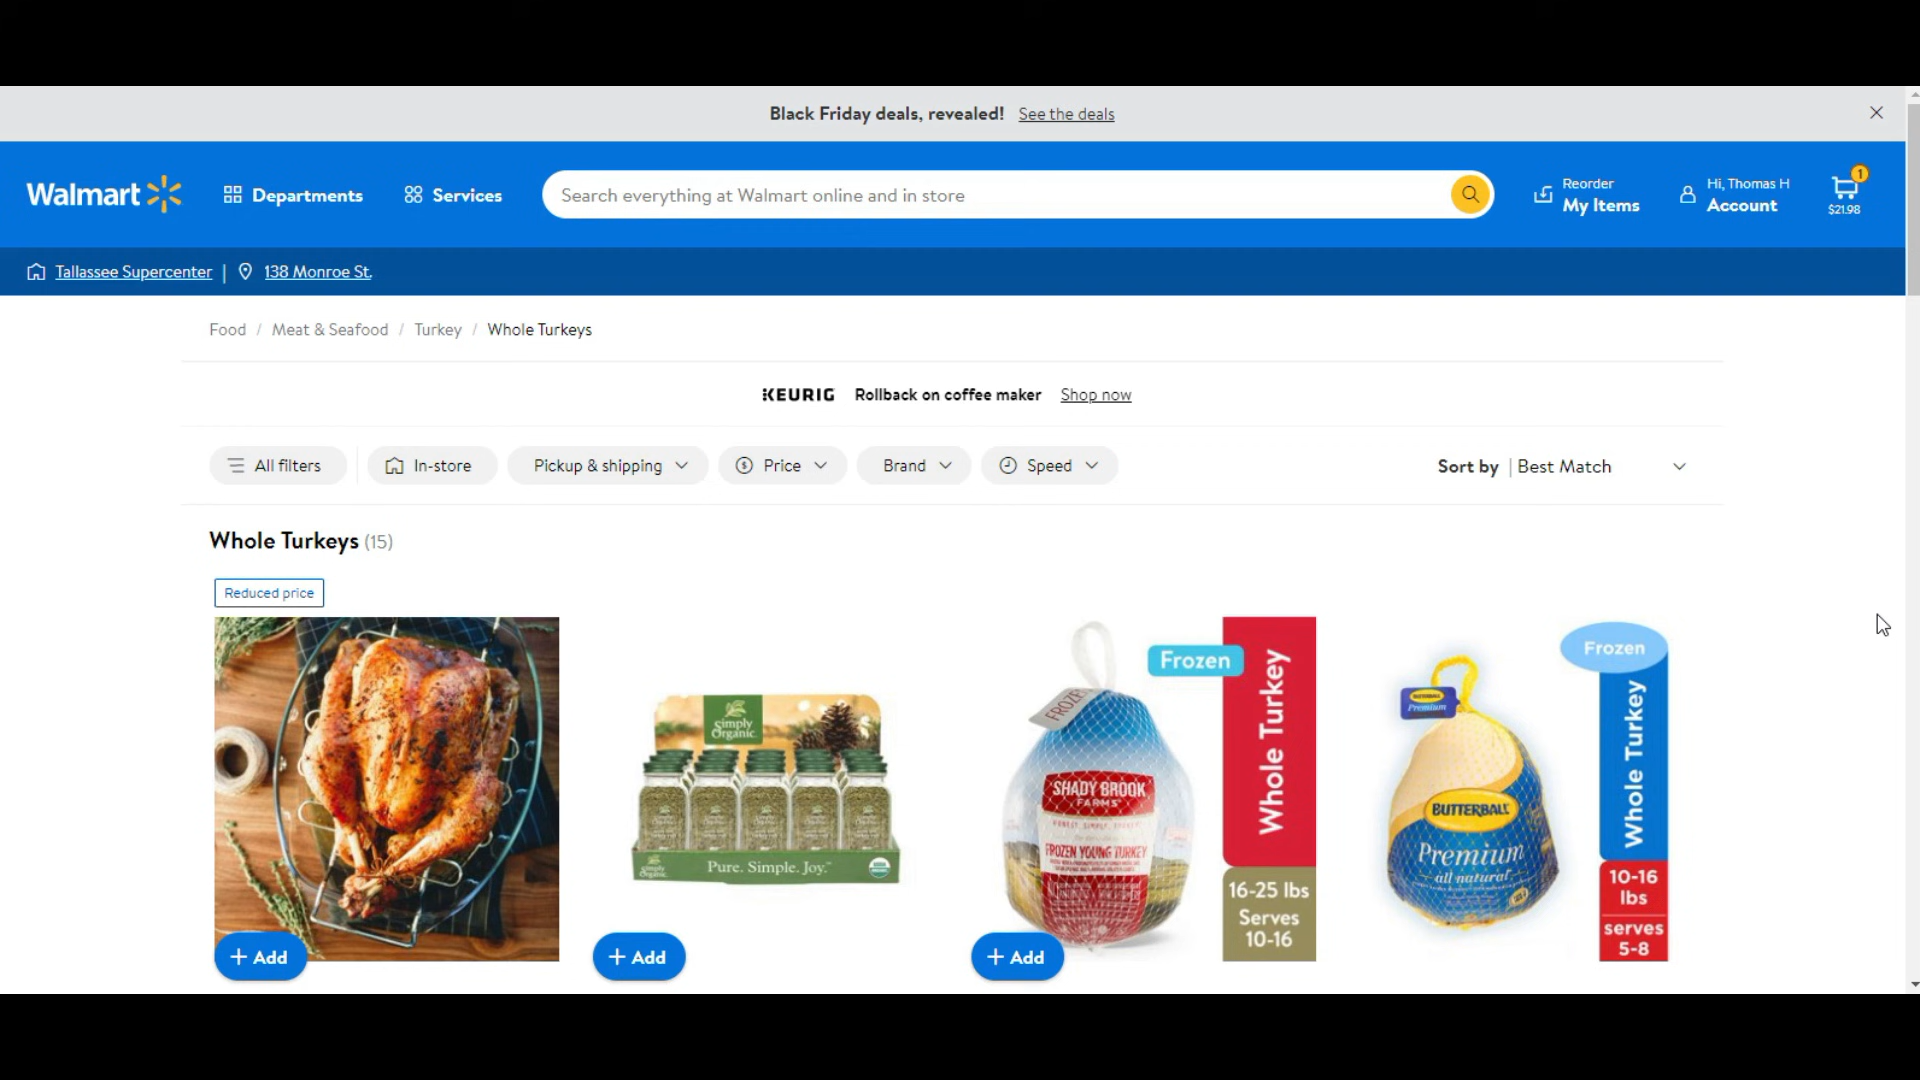 Black Friday deals, revealed! See the deals
Walmart
Departments
Services
Search everything at Walmart online and in store
Reorder
My Items
Hi, Thomas H
Account
1
$21.98
Tallassee Supercenter | 138 Monroe St.
Food / Meat & Seafood / Turkey / Whole Turkeys
KEURIG Rollback on coffee maker Shop now
All filters
In-store
Pickup & shipping
Price
Brand
Speed
Sort by | Best Match
Whole Turkeys (15)
Reduced price
+ Add
Simply
Organic
Pure. Simple. Joy.™
+ Add
FROZEN
SHADY BROOK
FARMS
FROZEN YOUNG TURKEY
Frozen
Whole Turkey
16-25 lbs
Serves
10-16
+ Add
BUTTERBALL
Premium
BUTTERBALL
Premium
all natural
Frozen
Whole Turkey
10-16
lbs
serves
5-8